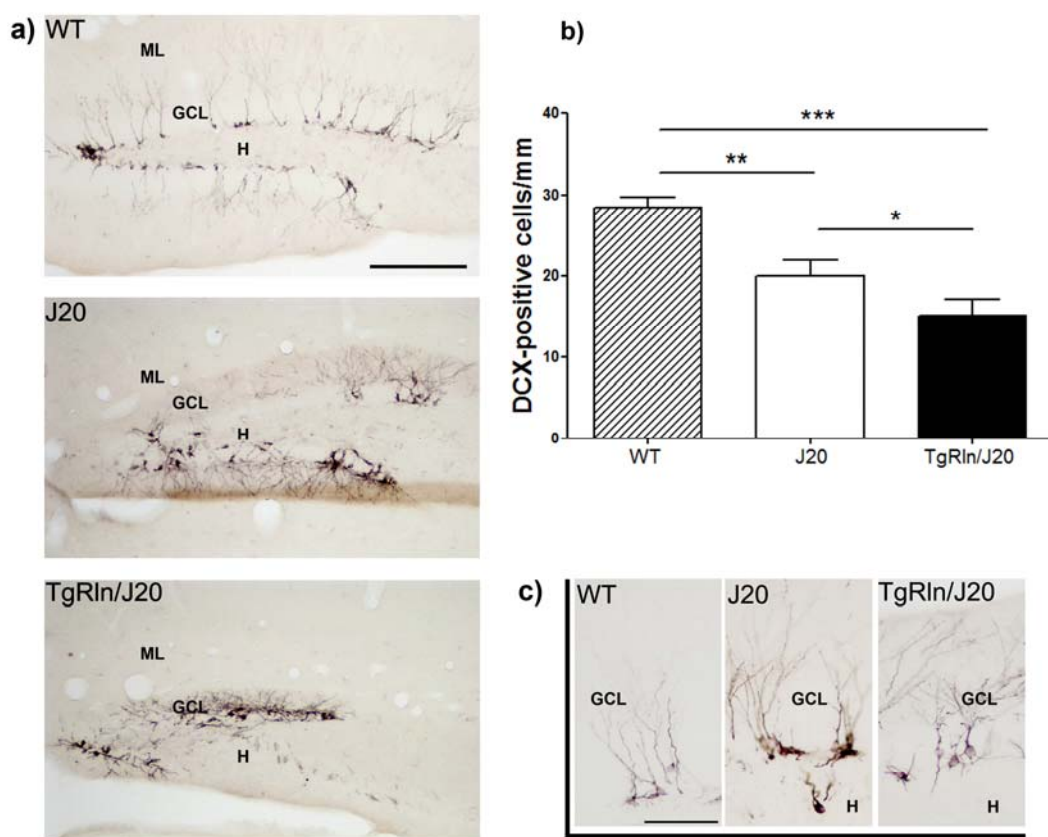 a)
WT
ML
GCL
H
J20
ML
GCL
H
TgRln/J20
ML
GCL
H
b)
DCX-positive cells/mm
40
30
20
10
0
***
**
*
WT
J20
TgRln/J20
c)
WT
GCL
J20
GCL
H
TgRln/J20
GCL
H